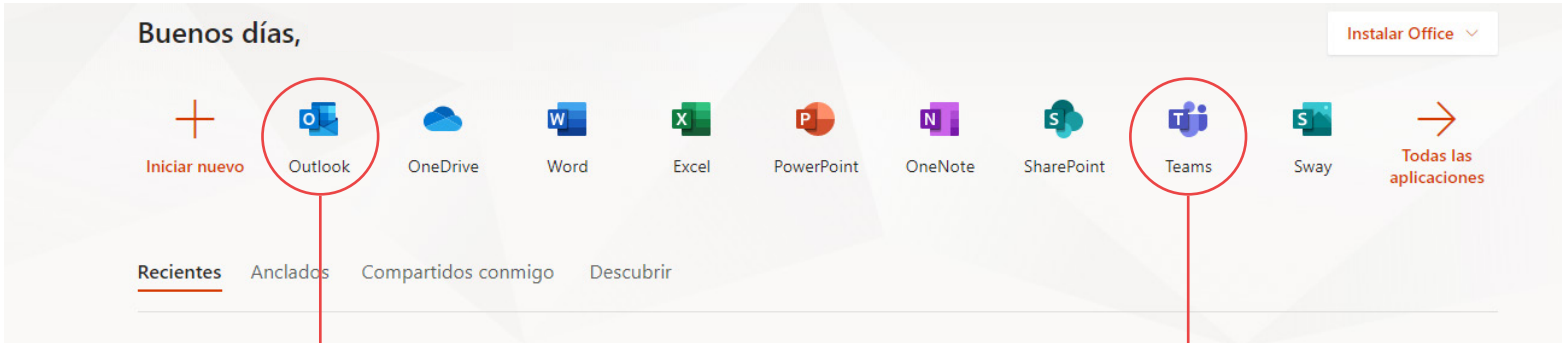 Buenos días,
Instalar Office
Iniciar nuevo
Outlook
OneDrive
Word
Excel
PowerPoint
OneNote
SharePoint
Teams
Sway
Todas las
aplicaciones
Recientes Anclados Compartidos conmigo Descubrir